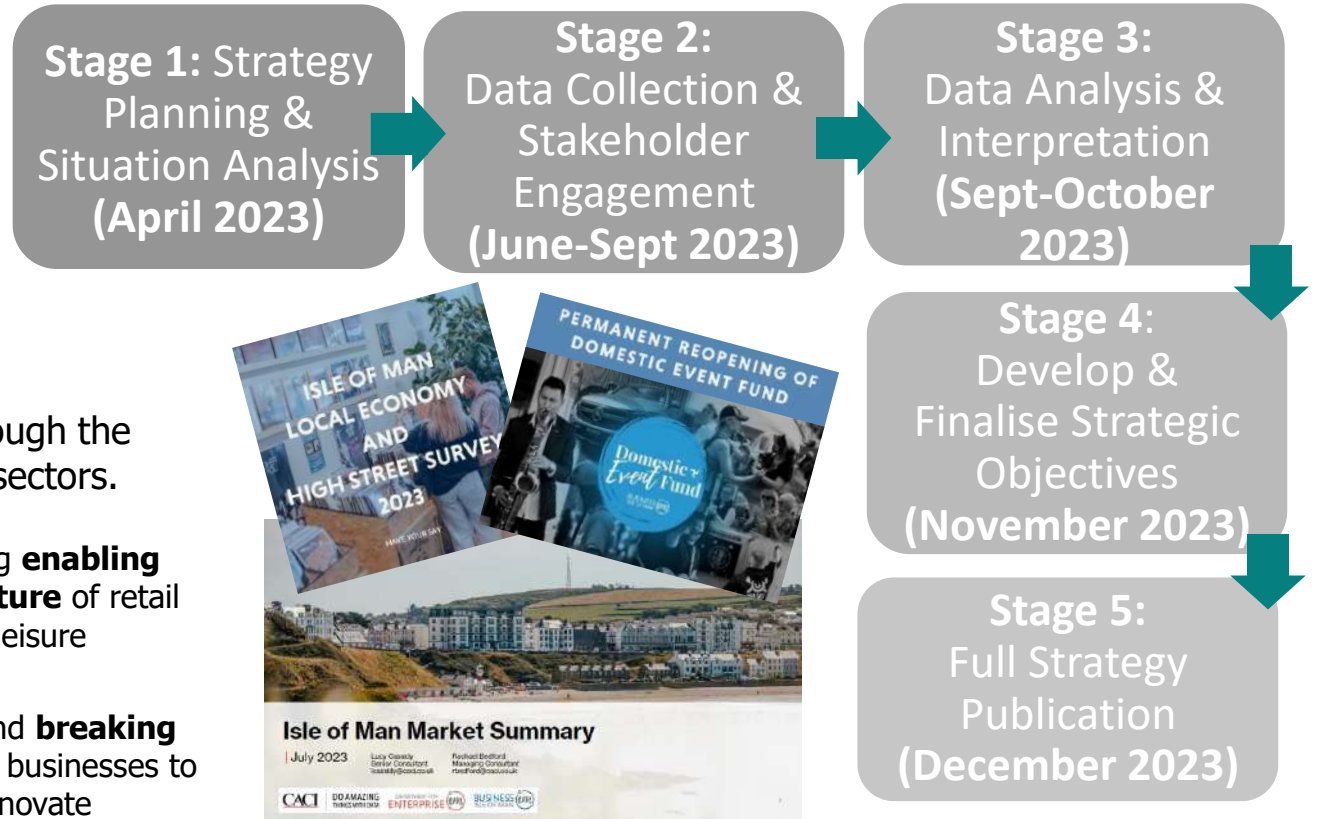 Stage 1: Strategy
Planning &
Situation Analysis
(April 2023)
Stage 2:
Data Collection &
Stakeholder
Engagement
(June-Sept 2023)
Stage 3:
Data Analysis &
Interpretation
(Sept-October
2023)
Stage 4:
Develop &
Finalise Strategic
Objectives
(November 2023)
Stage 5:
Full Strategy
Publication
(December 2023)
ough the
sectors.
g enabling
ture of retail
eisure
nd breaking
businesses to
novate
ISLE OF MAN
LOCAL ECONOMY
AND
HIGH STREET SURVEY
2023
HAVE YOUR SAY
PERMANENT REOPENING OF
DOMESTIC EVENT FUND
Domestic
Event Fund
Isle of Man Market Summary
July 2023
Lucy Cassidy
Senior Consultant
Rachael Bedford
Managing Consultant
CACI
DO AMAZING
THINGS WITH DATA
ENTERPRISE
BUSINESS